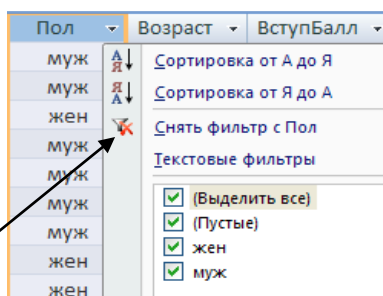 Пол Возраст ВступБалл
муж
муж
жен
муж
муж
муж
муж
жен
жен
Сортировка от А до Я
Сортировка от Я до А
Снять фильтр с Пол
Текстовые фильтры
(Выделить все)
(Пустые)
жен
муж